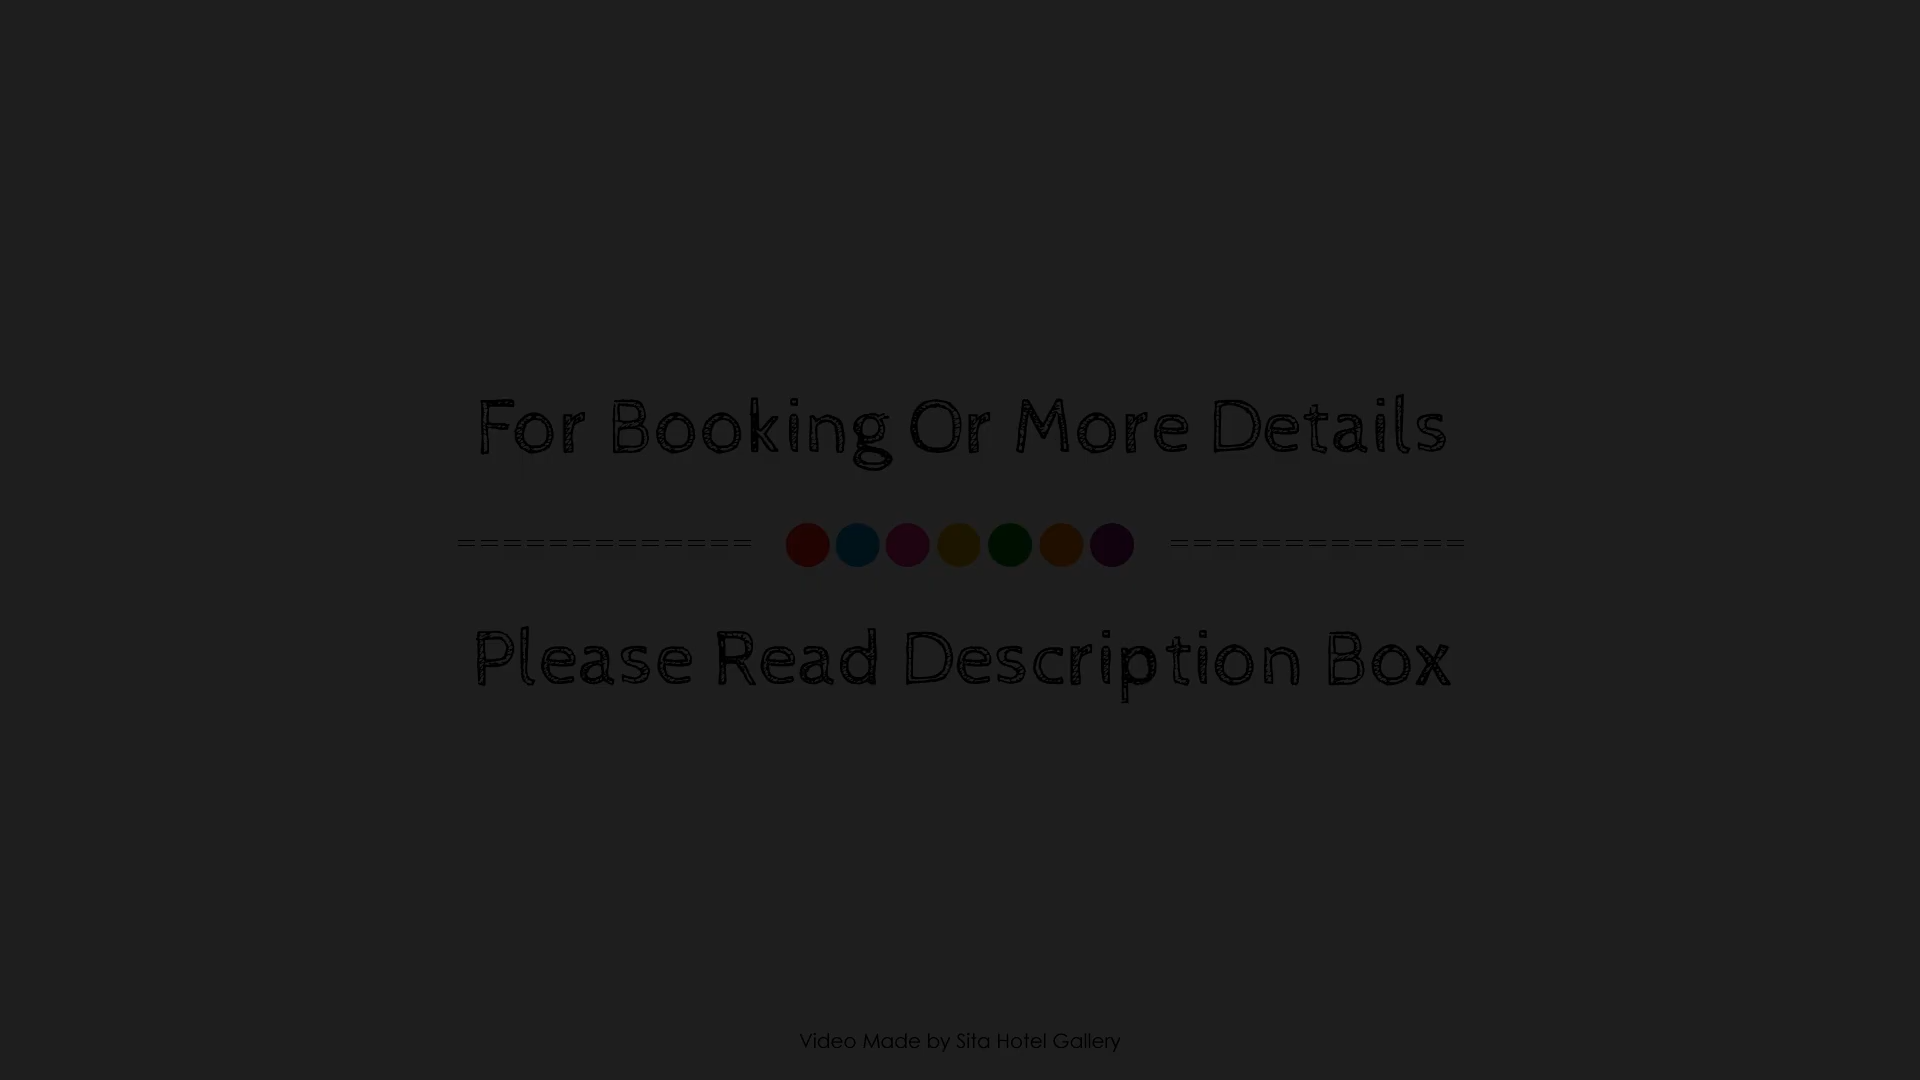 For Booking Or More Details
============= =============
Please Read Description Box
Video Made by Sita Hotel Gallery